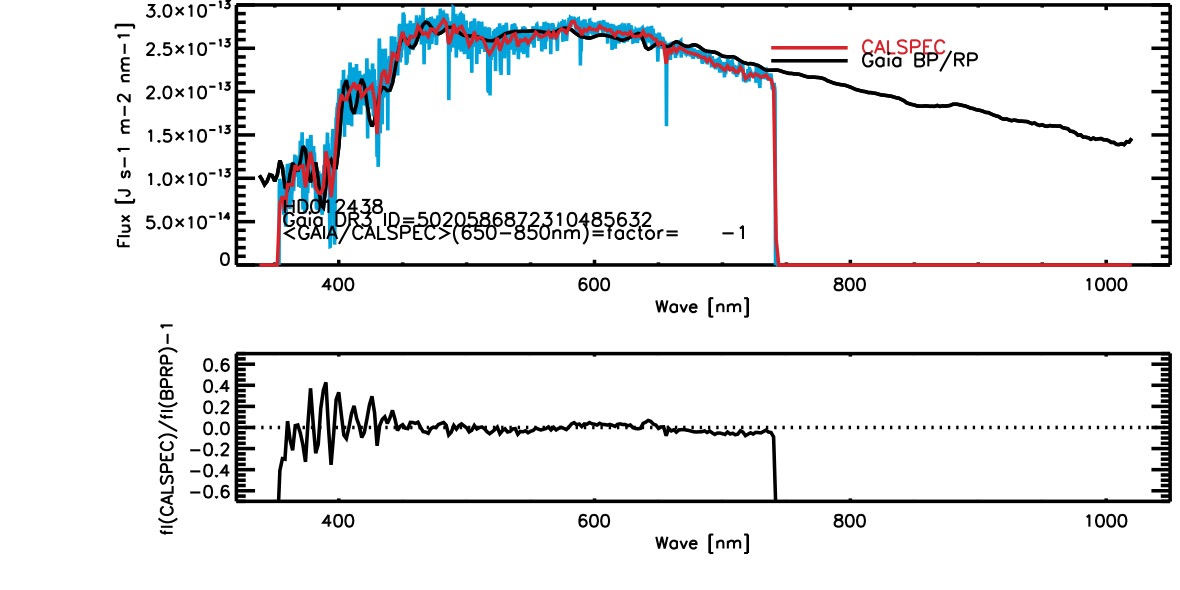 3.0×10⁻¹³
2.5×10⁻¹³
2.0×10⁻¹³
1.5×10⁻¹³
1.0×10⁻¹³
5.0×10⁻¹⁴
0
Flux [J s−1 m−2 nm−1]
CALSPEC
Gaia BP/RP
HD012438
Gaia DR3 ID=5020586872310485632
<GAIA/CALSPEC>(650−850nm)=factor= −1
400 600 800 1000
Wave [nm]
fl(CALSPEC)/fl(BPRP)−1
0.6
0.4
0.2
0.0
−0.2
−0.4
−0.6
400 600 800 1000
Wave [nm]